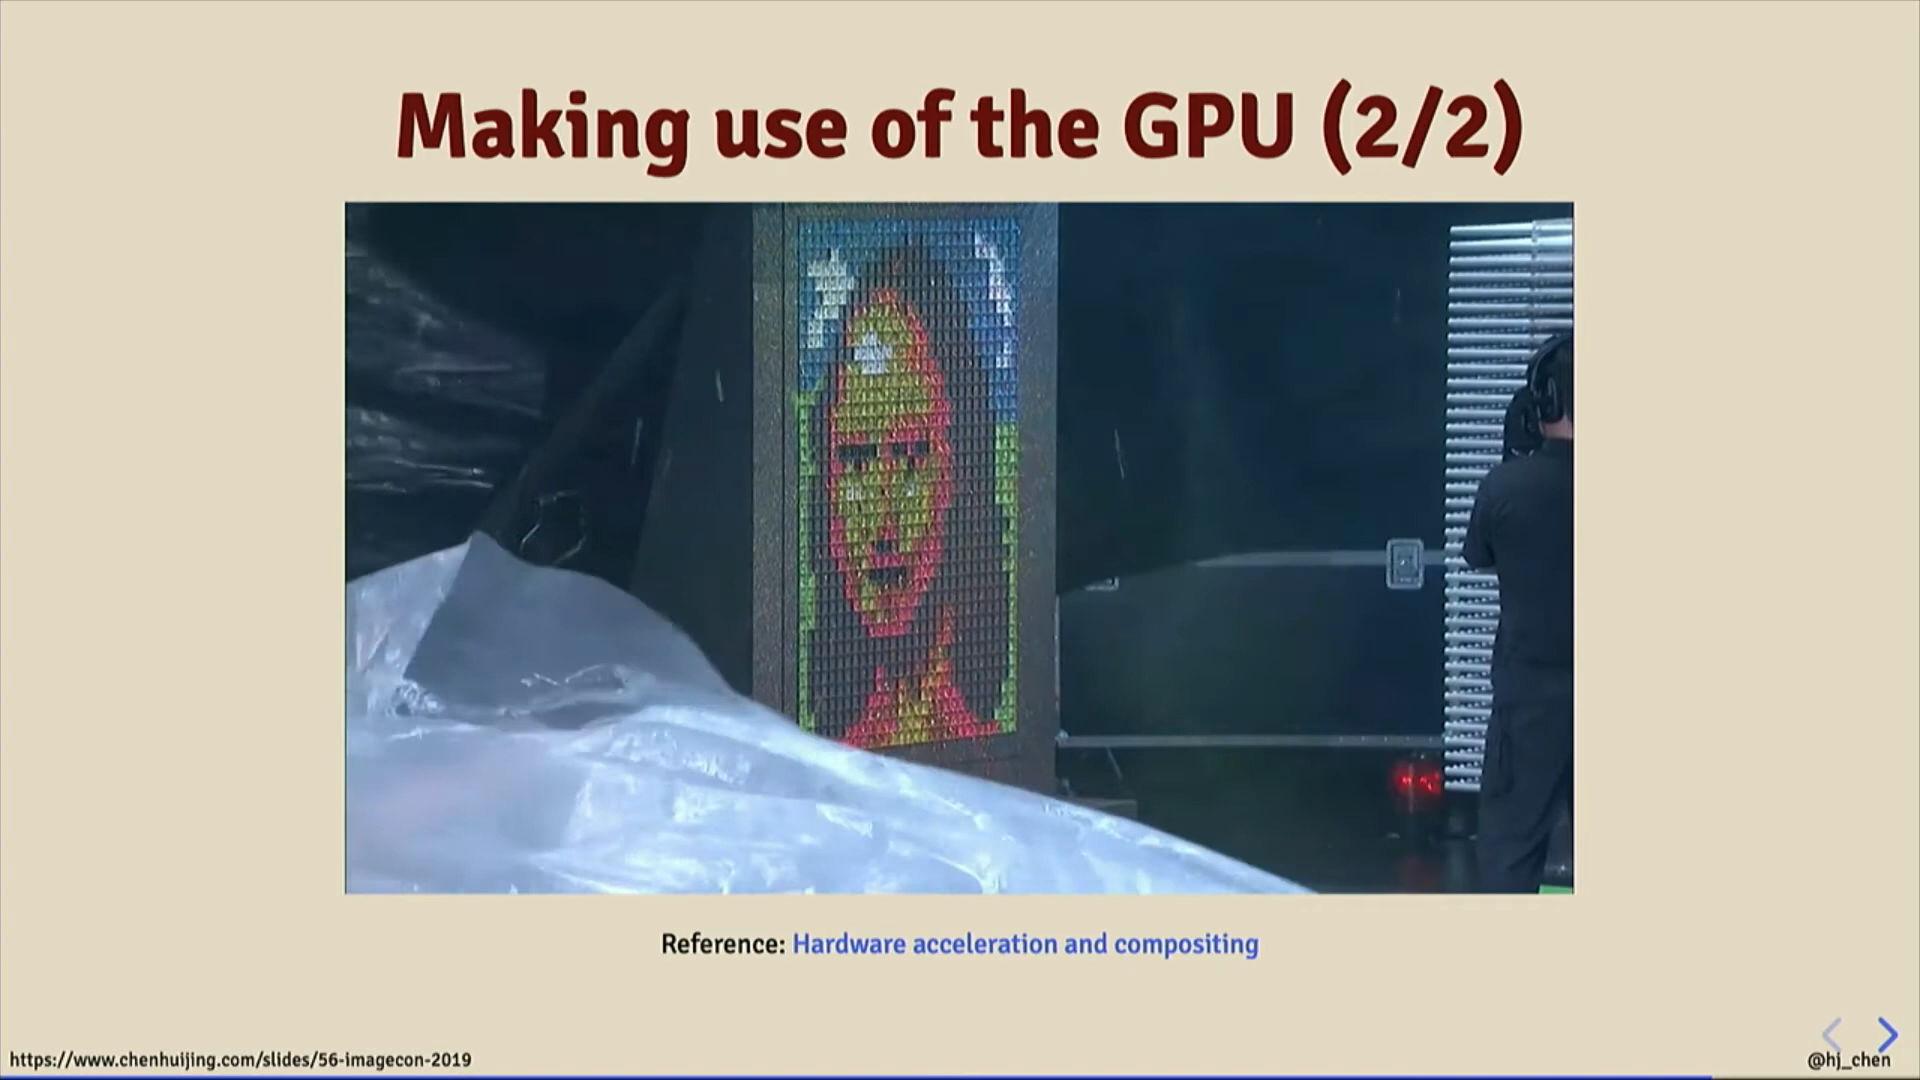 Making use of the GPU (2/2)
Reference: Hardware acceleration and compositing
https://www.chenhuijing.com/slides/56-imagecon-2019
@hj_chen